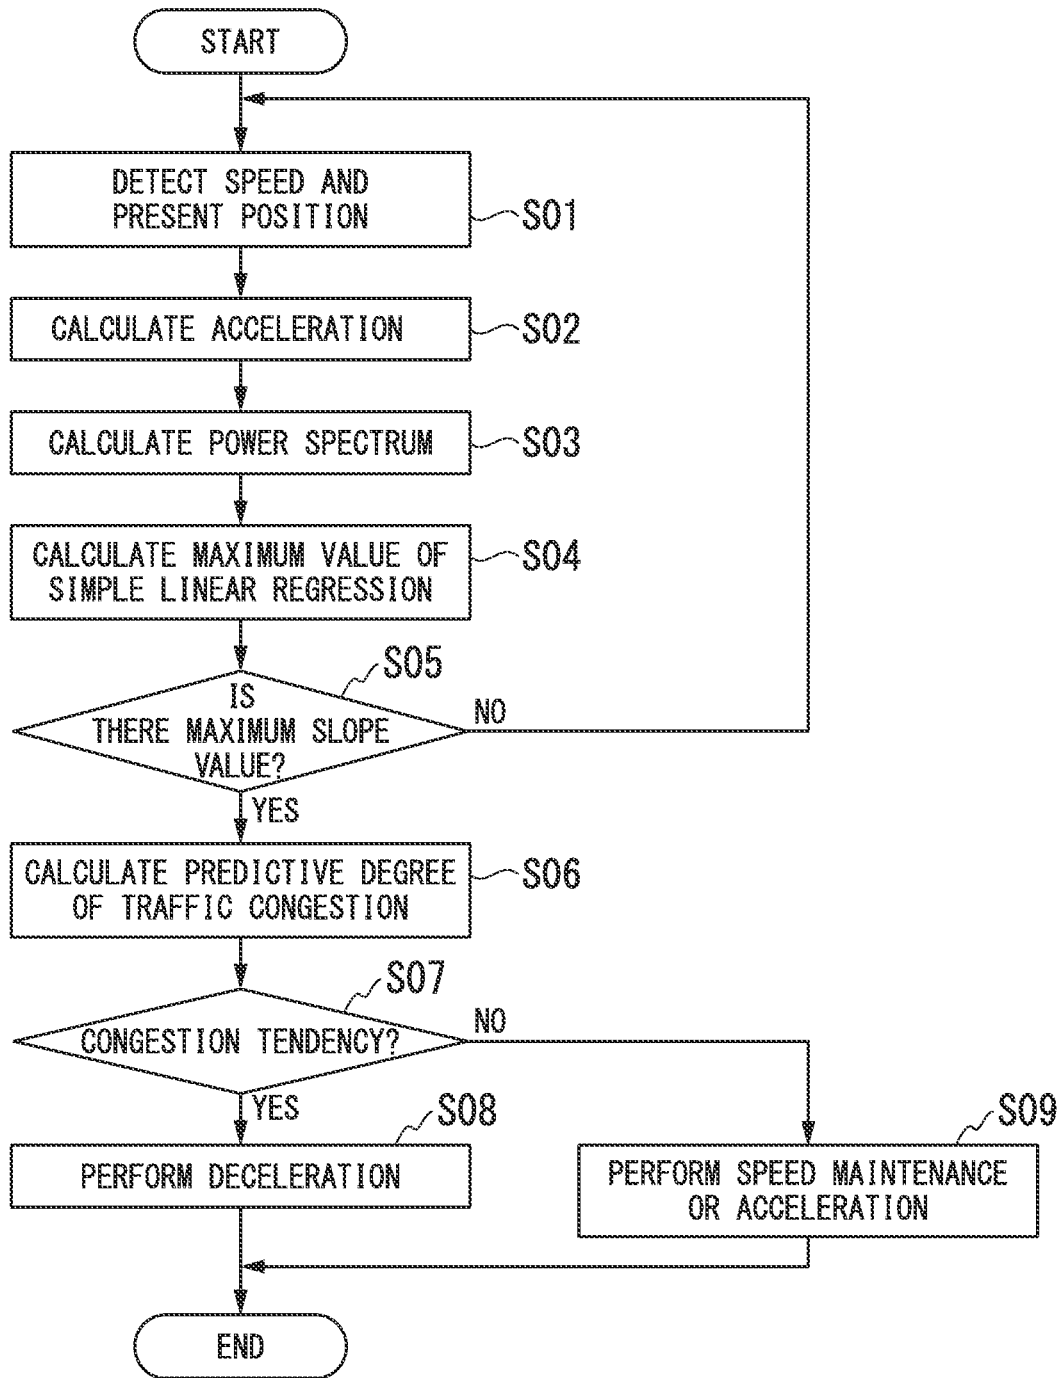 START
DETECT SPEED AND
PRESENT POSITION
S01
CALCULATE ACCELERATION
S02
CALCULATE POWER SPECTRUM
S03
CALCULATE MAXIMUM VALUE OF
SIMPLE LINEAR REGRESSION
S04
S05
IS
THERE MAXIMUM SLOPE
VALUE?
NO
YES
CALCULATE PREDICTIVE DEGREE
OF TRAFFIC CONGESTION
S06
S07
CONGESTION TENDENCY?
NO
YES
S08
PERFORM DECELERATION
S09
PERFORM SPEED MAINTENANCE
OR ACCELERATION
END